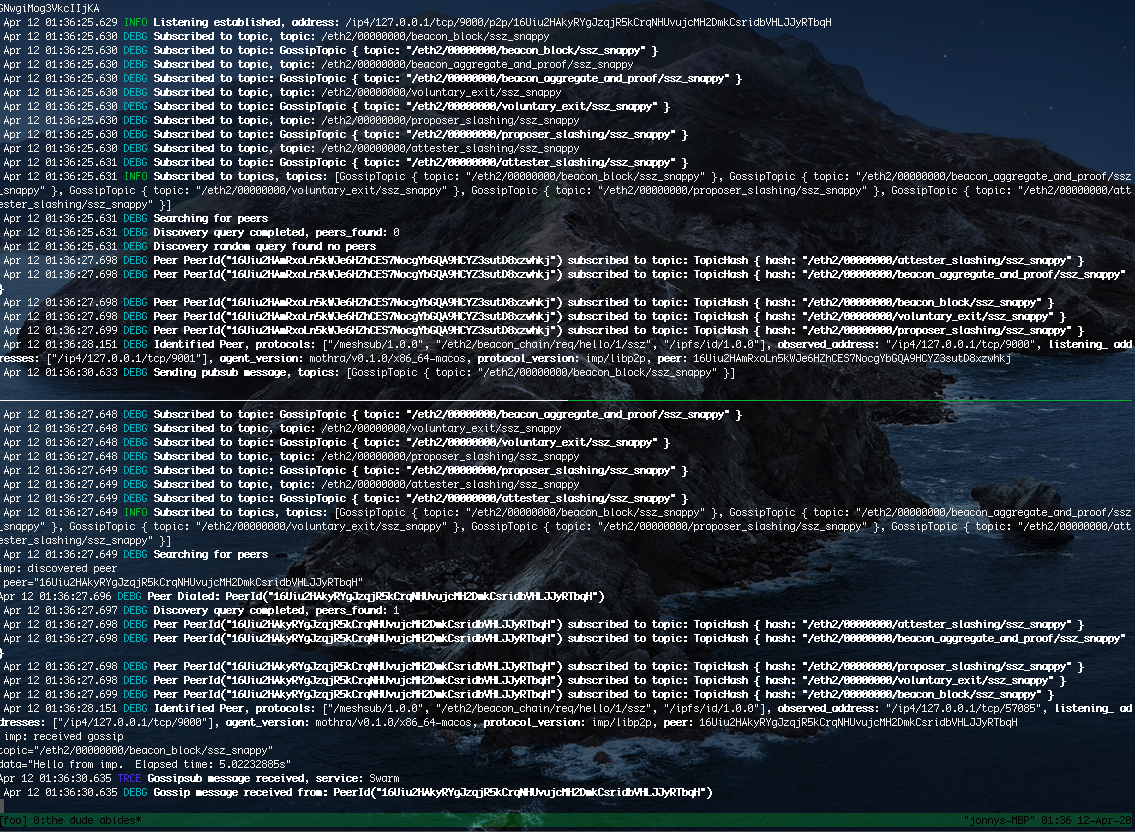 GNwgiMog3VkcIIjKA
Apr 12 01:36:25.629 INFO Listening established, address: /ip4/127.0.0.1/tcp/9000/p2p/16Uiu2HAkyRYgJzqjR5kCrqNHUvujcMH2DmkCsridbVHLJJyRTbqH
Apr 12 01:36:25.630 DEBG Subscribed to topic, topic: /eth2/00000000/beacon_block/ssz_snappy
Apr 12 01:36:25.630 DEBG Subscribed to topic: GossipTopic { topic: "/eth2/00000000/beacon_block/ssz_snappy" }
Apr 12 01:36:25.630 DEBG Subscribed to topic, topic: /eth2/00000000/beacon_aggregate_and_proof/ssz_snappy
Apr 12 01:36:25.630 DEBG Subscribed to topic: GossipTopic { topic: "/eth2/00000000/beacon_aggregate_and_proof/ssz_snappy" }
Apr 12 01:36:25.630 DEBG Subscribed to topic, topic: /eth2/00000000/voluntary_exit/ssz_snappy
Apr 12 01:36:25.630 DEBG Subscribed to topic: GossipTopic { topic: "/eth2/00000000/voluntary_exit/ssz_snappy" }
Apr 12 01:36:25.630 DEBG Subscribed to topic, topic: /eth2/00000000/proposer_slashing/ssz_snappy
Apr 12 01:36:25.630 DEBG Subscribed to topic: GossipTopic { topic: "/eth2/00000000/proposer_slashing/ssz_snappy" }
Apr 12 01:36:25.630 DEBG Subscribed to topic, topic: /eth2/00000000/attester_slashing/ssz_snappy
Apr 12 01:36:25.631 DEBG Subscribed to topic: GossipTopic { topic: "/eth2/00000000/attester_slashing/ssz_snappy" }
Apr 12 01:36:25.631 INFO Subscribed to topics, topics: [GossipTopic { topic: "/eth2/00000000/beacon_block/ssz_snappy" }, GossipTopic { topic: "/eth2/00000000/beacon_aggregate_and_proof/ssz
_snappy" }, GossipTopic { topic: "/eth2/00000000/voluntary_exit/ssz_snappy" }, GossipTopic { topic: "/eth2/00000000/proposer_slashing/ssz_snappy" }, GossipTopic { topic: "/eth2/00000000/att
ester_slashing/ssz_snappy" }]
Apr 12 01:36:25.631 DEBG Searching for peers
Apr 12 01:36:25.631 DEBG Discovery query completed, peers_found: 0
Apr 12 01:36:25.631 DEBG Discovery random query found no peers
Apr 12 01:36:27.698 DEBG Peer PeerId("16Uiu2HAmRxoLn5kWJe6HZhCES7NocgYbGQA9HCYZ3sutD8xzwhkj") subscribed to topic: TopicHash { hash: "/eth2/00000000/attester_slashing/ssz_snappy" }
Apr 12 01:36:27.698 DEBG Peer PeerId("16Uiu2HAmRxoLn5kWJe6HZhCES7NocgYbGQA9HCYZ3sutD8xzwhkj") subscribed to topic: TopicHash { hash: "/eth2/00000000/beacon_aggregate_and_proof/ssz_snappy"
}
Apr 12 01:36:27.698 DEBG Peer PeerId("16Uiu2HAmRxoLn5kWJe6HZhCES7NocgYbGQA9HCYZ3sutD8xzwhkj") subscribed to topic: TopicHash { hash: "/eth2/00000000/beacon_block/ssz_snappy" }
Apr 12 01:36:27.698 DEBG Peer PeerId("16Uiu2HAmRxoLn5kWJe6HZhCES7NocgYbGQA9HCYZ3sutD8xzwhkj") subscribed to topic: TopicHash { hash: "/eth2/00000000/voluntary_exit/ssz_snappy" }
Apr 12 01:36:27.699 DEBG Peer PeerId("16Uiu2HAmRxoLn5kWJe6HZhCES7NocgYbGQA9HCYZ3sutD8xzwhkj") subscribed to topic: TopicHash { hash: "/eth2/00000000/proposer_slashing/ssz_snappy" }
Apr 12 01:36:28.151 DEBG Identified Peer, protocols: ["/meshsub/1.0.0", "/eth2/beacon_chain/req/hello/1/ssz", "/ipfs/id/1.0.0"], observed_address: "/ip4/127.0.0.1/tcp/9000", listening_ add
resses: ["/ip4/127.0.0.1/tcp/9001"], agent_version: mothra/v0.1.0/x86_64-macos, protocol_version: imp/libp2p, peer: 16Uiu2HAmRxoLn5kWJe6HZhCES7NocgYbGQA9HCYZ3sutD8xzwhkj
Apr 12 01:36:30.633 DEBG Sending pubsub message, topics: [GossipTopic { topic: "/eth2/00000000/beacon_block/ssz_snappy" }]
Apr 12 01:36:27.648 DEBG Subscribed to topic: GossipTopic { topic: "/eth2/00000000/beacon_aggregate_and_proof/ssz_snappy" }
Apr 12 01:36:27.648 DEBG Subscribed to topic, topic: /eth2/00000000/voluntary_exit/ssz_snappy
Apr 12 01:36:27.648 DEBG Subscribed to topic: GossipTopic { topic: "/eth2/00000000/voluntary_exit/ssz_snappy" }
Apr 12 01:36:27.648 DEBG Subscribed to topic, topic: /eth2/00000000/proposer_slashing/ssz_snappy
Apr 12 01:36:27.649 DEBG Subscribed to topic: GossipTopic { topic: "/eth2/00000000/proposer_slashing/ssz_snappy" }
Apr 12 01:36:27.649 DEBG Subscribed to topic, topic: /eth2/00000000/attester_slashing/ssz_snappy
Apr 12 01:36:27.649 DEBG Subscribed to topic: GossipTopic { topic: "/eth2/00000000/attester_slashing/ssz_snappy" }
Apr 12 01:36:27.649 INFO Subscribed to topics, topics: [GossipTopic { topic: "/eth2/00000000/beacon_block/ssz_snappy" }, GossipTopic { topic: "/eth2/00000000/beacon_aggregate_and_proof/ssz
_snappy" }, GossipTopic { topic: "/eth2/00000000/voluntary_exit/ssz_snappy" }, GossipTopic { topic: "/eth2/00000000/proposer_slashing/ssz_snappy" }, GossipTopic { topic: "/eth2/00000000/att
ester_slashing/ssz_snappy" }]
Apr 12 01:36:27.649 DEBG Searching for peers
imp: discovered peer
peer="16Uiu2HAkyRYgJzqjR5kCrqNHUvujcMH2DmkCsridbVHLJJyRTbqH"
Apr 12 01:36:27.696 DEBG Peer Dialed: PeerId("16Uiu2HAkyRYgJzqjR5kCrqNHUvujcMH2DmkCsridbVHLJJyRTbqH")
Apr 12 01:36:27.697 DEBG Discovery query completed, peers_found: 1
Apr 12 01:36:27.698 DEBG Peer PeerId("16Uiu2HAkyRYgJzqjR5kCrqNHUvujcMH2DmkCsridbVHLJJyRTbqH") subscribed to topic: TopicHash { hash: "/eth2/00000000/attester_slashing/ssz_snappy" }
Apr 12 01:36:27.698 DEBG Peer PeerId("16Uiu2HAkyRYgJzqjR5kCrqNHUvujcMH2DmkCsridbVHLJJyRTbqH") subscribed to topic: TopicHash { hash: "/eth2/00000000/beacon_aggregate_and_proof/ssz_snappy"
}
Apr 12 01:36:27.698 DEBG Peer PeerId("16Uiu2HAkyRYgJzqjR5kCrqNHUvujcMH2DmkCsridbVHLJJyRTbqH") subscribed to topic: TopicHash { hash: "/eth2/00000000/proposer_slashing/ssz_snappy" }
Apr 12 01:36:27.698 DEBG Peer PeerId("16Uiu2HAkyRYgJzqjR5kCrqNHUvujcMH2DmkCsridbVHLJJyRTbqH") subscribed to topic: TopicHash { hash: "/eth2/00000000/voluntary_exit/ssz_snappy" }
Apr 12 01:36:27.699 DEBG Peer PeerId("16Uiu2HAkyRYgJzqjR5kCrqNHUvujcMH2DmkCsridbVHLJJyRTbqH") subscribed to topic: TopicHash { hash: "/eth2/00000000/beacon_block/ssz_snappy" }
Apr 12 01:36:28.151 DEBG Identified Peer, protocols: ["/meshsub/1.0.0", "/eth2/beacon_chain/req/hello/1/ssz", "/ipfs/id/1.0.0"], observed_address: "/ip4/127.0.0.1/tcp/57085", listening_ ad
dresses: ["/ip4/127.0.0.1/tcp/9000"], agent_version: mothra/v0.1.0/x86_64-macos, protocol_version: imp/libp2p, peer: 16Uiu2HAkyRYgJzqjR5kCrqNHUvujcMH2DmkCsridbVHLJJyRTbqH
imp: received gossip
topic="/eth2/00000000/beacon_block/ssz_snappy"
data="Hello from imp.  Elapsed time: 5.02232885s"
Apr 12 01:36:30.635 TRCE Gossipsub message received, service: Swarm
Apr 12 01:36:30.635 DEBG Gossip message received from: PeerId("16Uiu2HAkyRYgJzqjR5kCrqNHUvujcMH2DmkCsridbVHLJJyRTbqH")
[foo] 0:the dude abides* "jonnys-MBP" 01:36 12-Apr-20